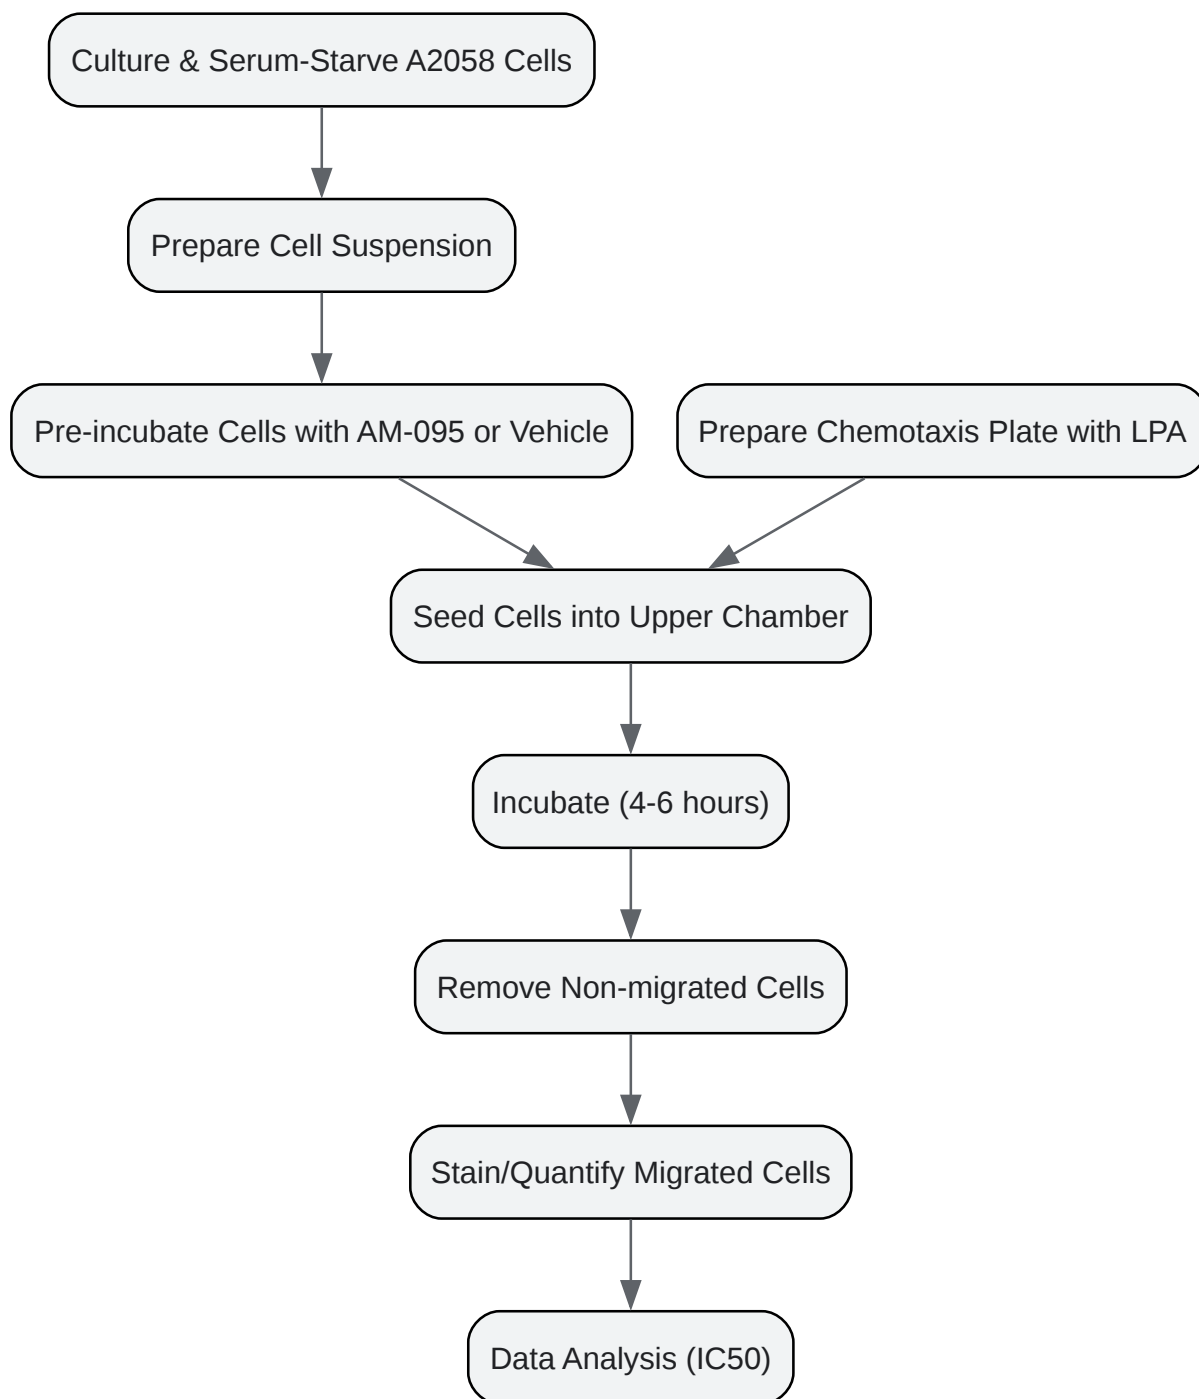 Culture & Serum-Starve A2058 Cells
Prepare Cell Suspension
Pre-incubate Cells with AM-095 or Vehicle
Prepare Chemotaxis Plate with LPA
Seed Cells into Upper Chamber
Incubate (4-6 hours)
Remove Non-migrated Cells
Stain/Quantify Migrated Cells
Data Analysis (IC50)